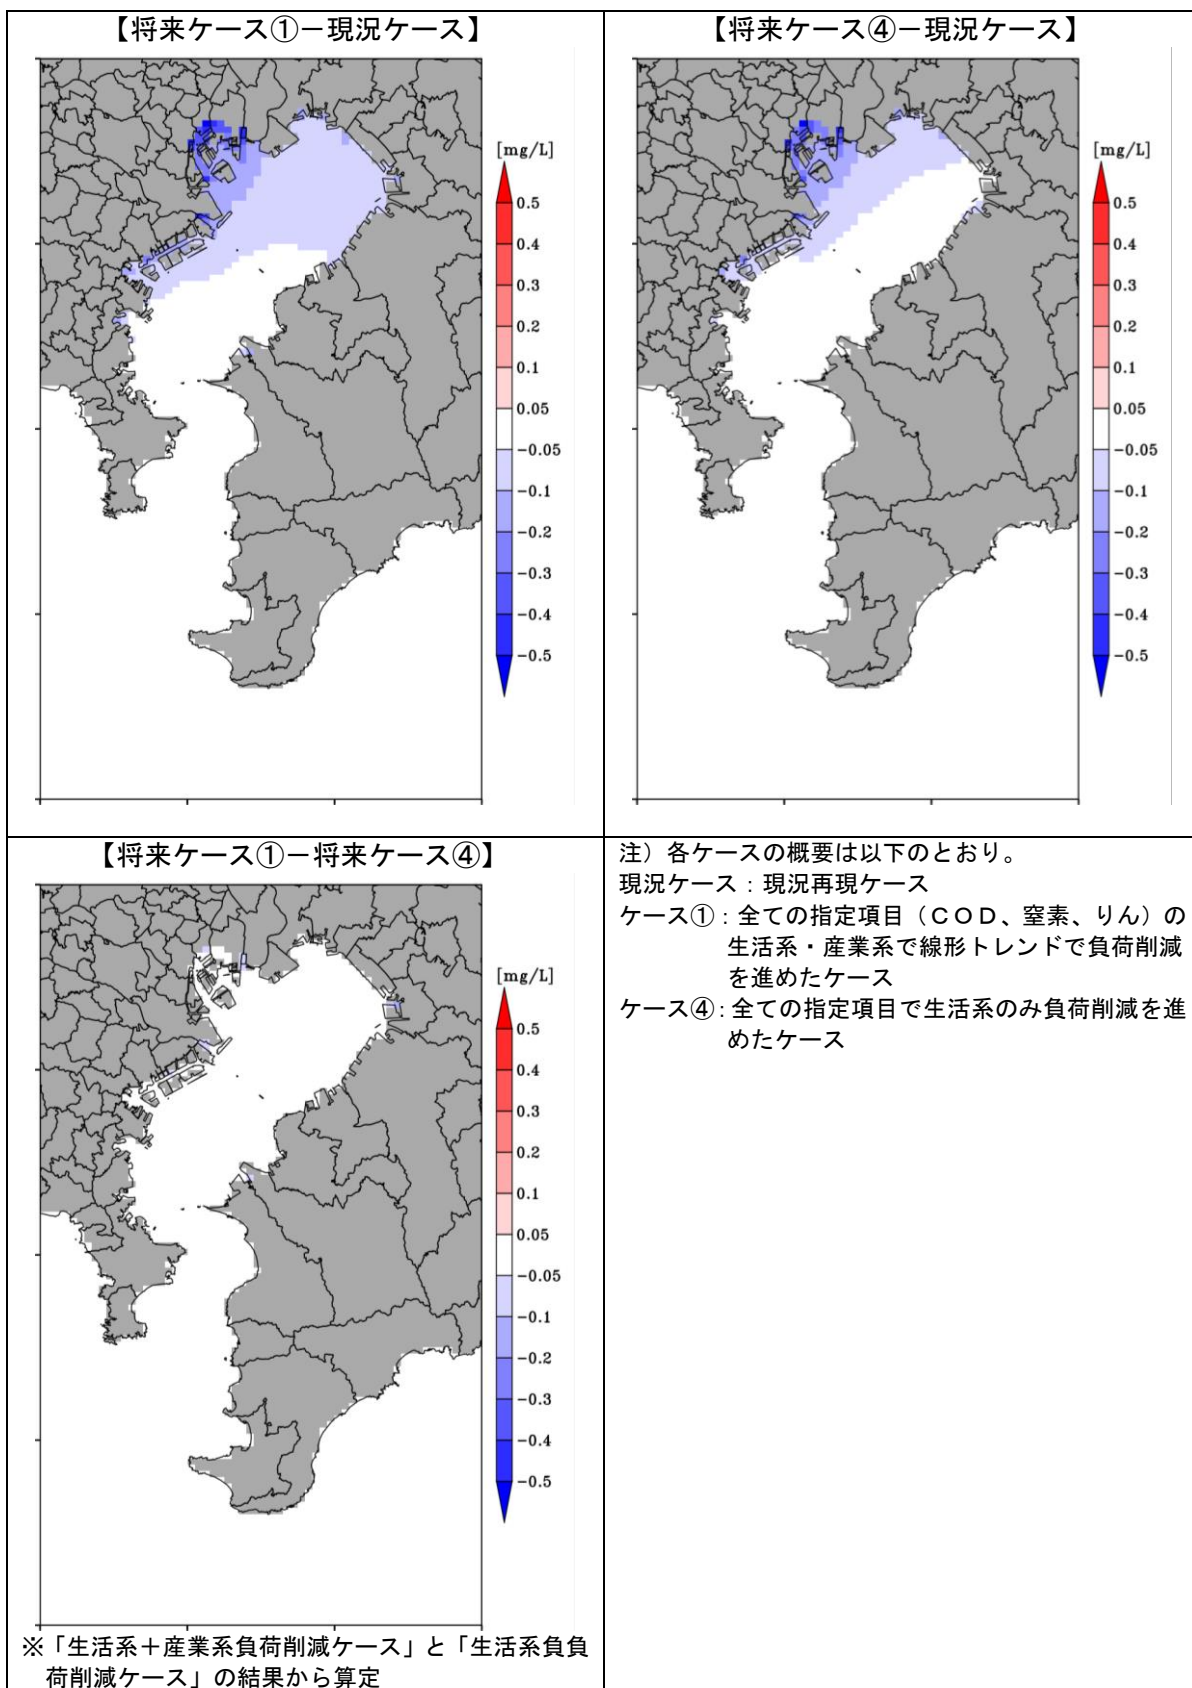 【将来ケース①－現況ケース】
[mg/L]
0.5
0.4
0.3
0.2
0.1
0.05
-0.05
-0.1
-0.2
-0.3
-0.4
-0.5
【将来ケース④－現況ケース】
[mg/L]
0.5
0.4
0.3
0.2
0.1
0.05
-0.05
-0.1
-0.2
-0.3
-0.4
-0.5
【将来ケース①－将来ケース④】
[mg/L]
0.5
0.4
0.3
0.2
0.1
0.05
-0.05
-0.1
-0.2
-0.3
-0.4
-0.5
※「生活系＋産業系負荷削減ケース」と「生活系負負
荷削減ケース」の結果から算定
注）各ケースの概要は以下のとおり。
現況ケース：現況再現ケース
ケース①：全ての指定項目（ＣＯＤ、窒素、りん）の
生活系・産業系で線形トレンドで負荷削減
を進めたケース
ケース④：全ての指定項目で生活系のみ負荷削減を進
めたケース